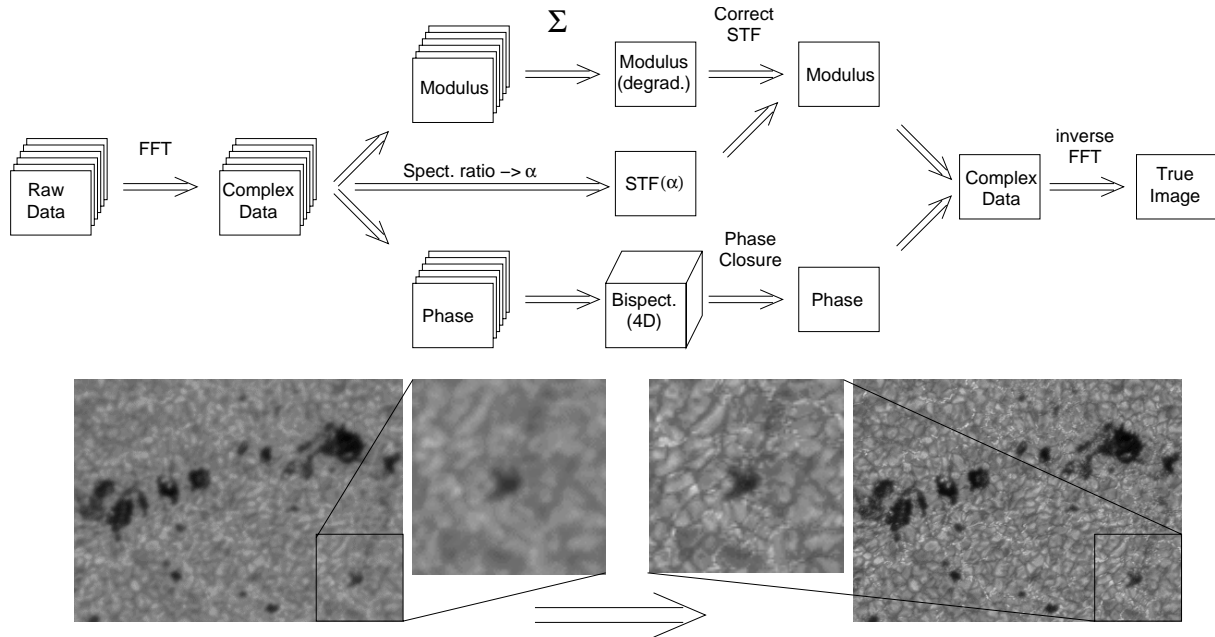 Σ
Correct
STF
Modulus
Modulus
(degrad.)
Modulus
FFT
Spect. ratio –> α
STF(α)
inverse
FFT
Raw
Data
Complex
Data
Complex
Data
True
Image
Phase
Bispect.
(4D)
Phase
Closure
Phase